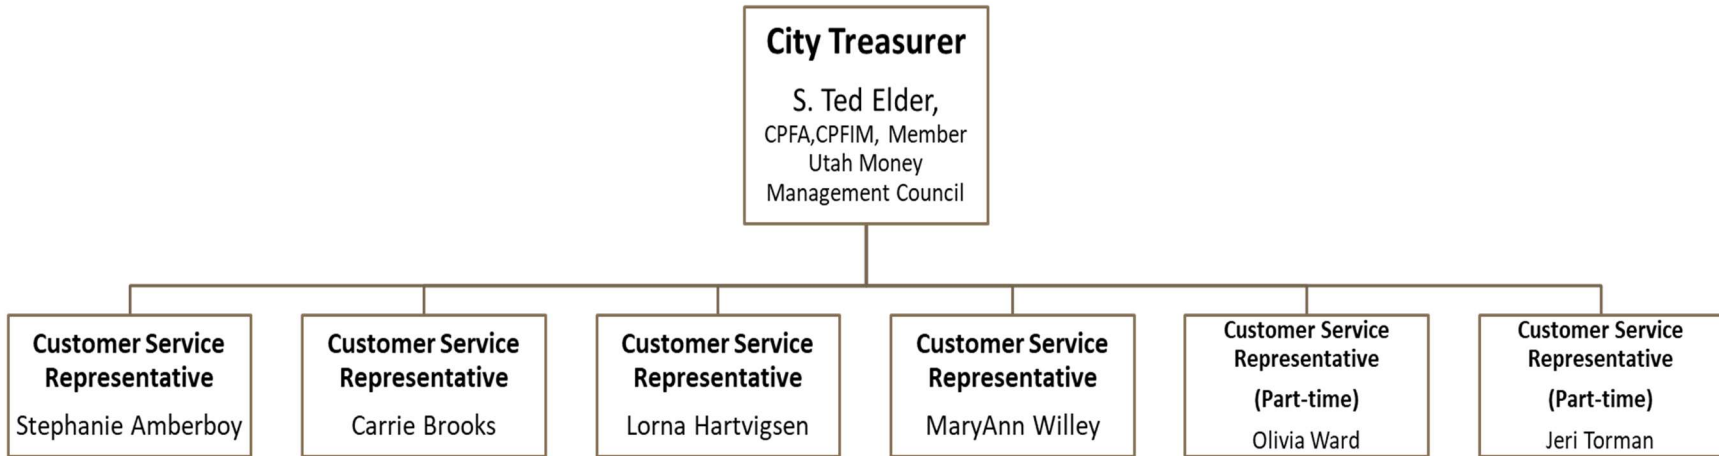 City Treasurer
S. Ted Elder,
CPFA,CPFIM, Member
Utah Money
Management Council
Customer Service
Representative
Stephanie Amberboy
Customer Service
Representative
Carrie Brooks
Customer Service
Representative
Lorna Hartvigsen
Customer Service
Representative
MaryAnn Willey
Customer Service
Representative
(Part-time)
Olivia Ward
Customer Service
Representative
(Part-time)
Jeri Torman